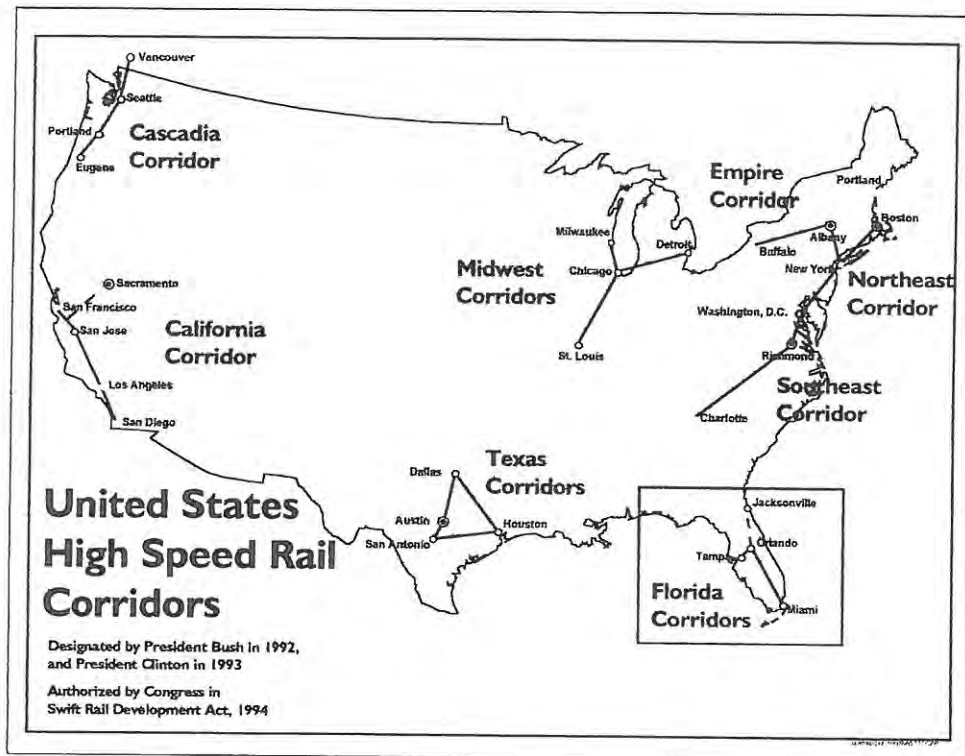 Vancouver
Seattle
Portland
Cascadia
Corridor
Eugene
Empire
Corridor
Portland
Boston
Albany
Buffalo
Milwaukee
Detroit
Chicago
New York
Midwest
Corridors
Northeast
Corridor
Sacramento
San Francisco
San Jose
California
Corridor
Washington, D.C.
St. Louis
Richmond
Los Angeles
San Diego
Southeast
Corridor
Charlotte
Dallas
Texas
Corridors
Austin
San Antonio
Houston
Jacksonville
Orlando
Tampa
Florida
Corridors
Miami
United States
High Speed Rail
Corridors
Designated by President Bush in 1992,
and President Clinton in 1993
Authorized by Congress in
Swift Rail Development Act, 1994